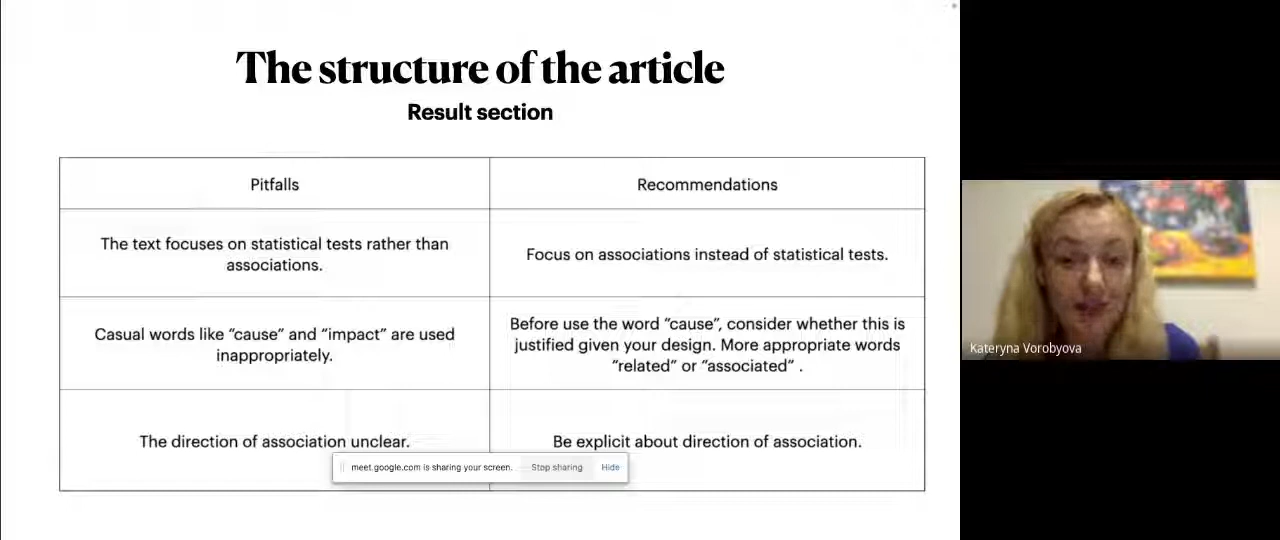 The structure of the article
Result section
Pitfalls
Recommendations
The text focuses on statistical tests rather than
associations.
Focus on associations instead of statistical tests.
Casual words like “cause” and “impact” are used
inappropriately.
Before use the word “cause”, consider whether this is
justified given your design. More appropriate words
“related” or “associated” .
The direction of association unclear.
Be explicit about direction of association.
meet.google.com is sharing your screen.
Stop sharing
Hide
Kateryna Vorobyova